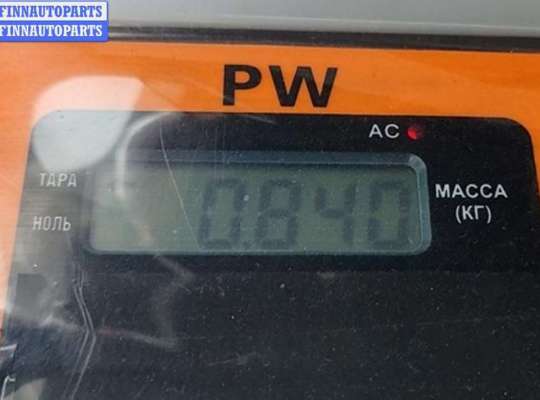 FINNAUTOPARTS
FINNAUTOPARTS
PW
AC
ТАРА
0.840
МАССА
(КГ)
НОЛЬ